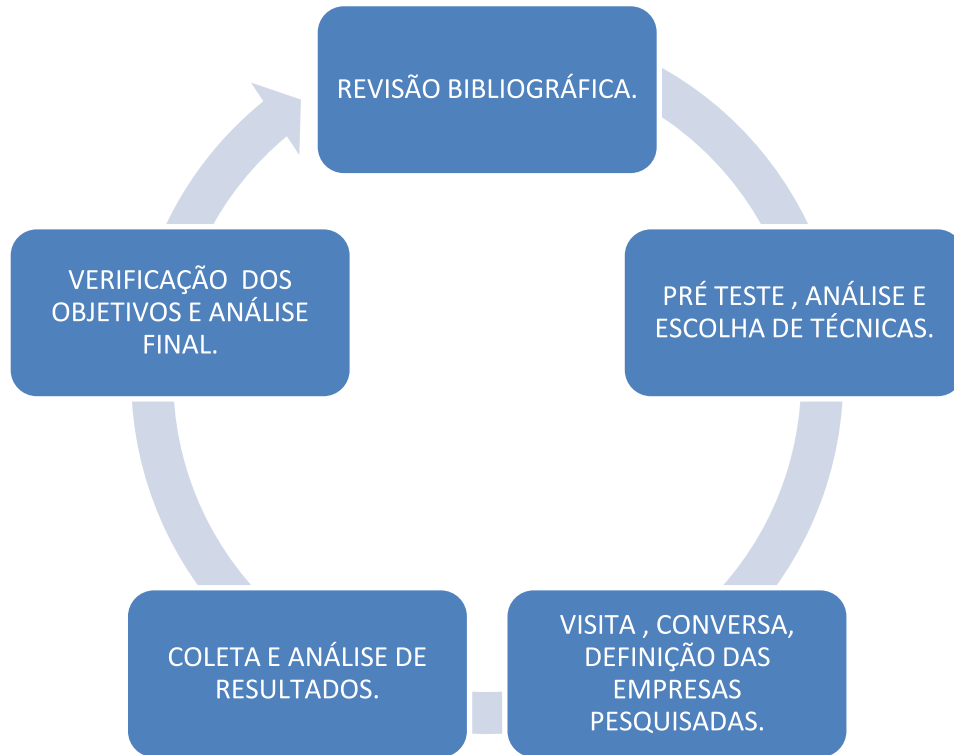 REVISÃO BIBLIOGRÁFICA.
PRÉ TESTE , ANÁLISE E
ESCOLHA DE TÉCNICAS.
VISITA , CONVERSA,
DEFINIÇÃO DAS
EMPRESAS
PESQUISADAS.
COLETA E ANÁLISE DE
RESULTADOS.
VERIFICAÇÃO  DOS
OBJETIVOS E ANÁLISE
FINAL.